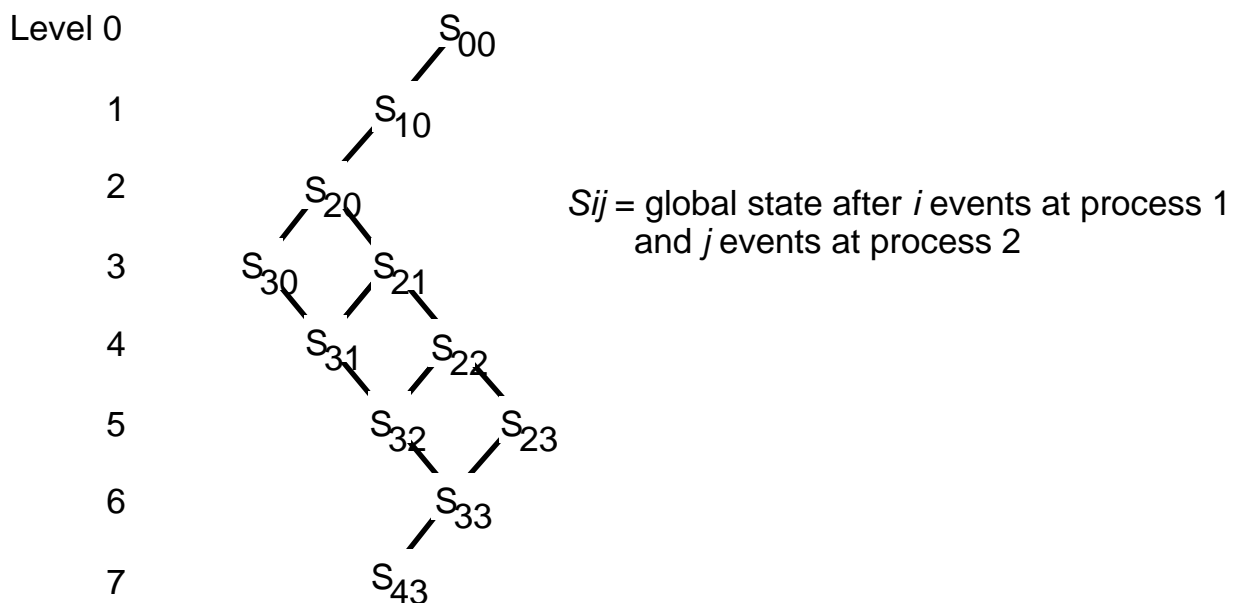 Level 0 S00
1 S10
2 S20
Sij = global state after i events at process 1
and j events at process 2
3 S30 S21
4 S31 S22
5 S32 S23
6 S33
7 S43